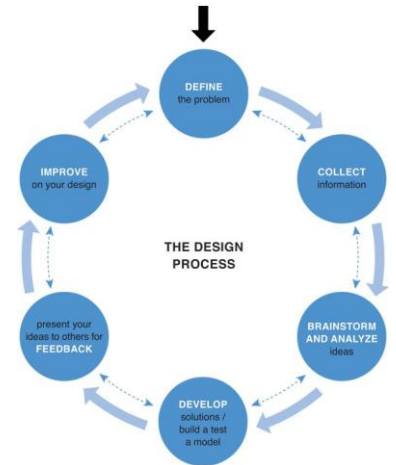 DEFINE
the problem
COLLECT
information
BRAINSTORM
AND ANALYZE
ideas
DEVELOP
solutions /
build a test
a model
present your
ideas to others for
FEEDBACK
IMPROVE
on your design
THE DESIGN
PROCESS